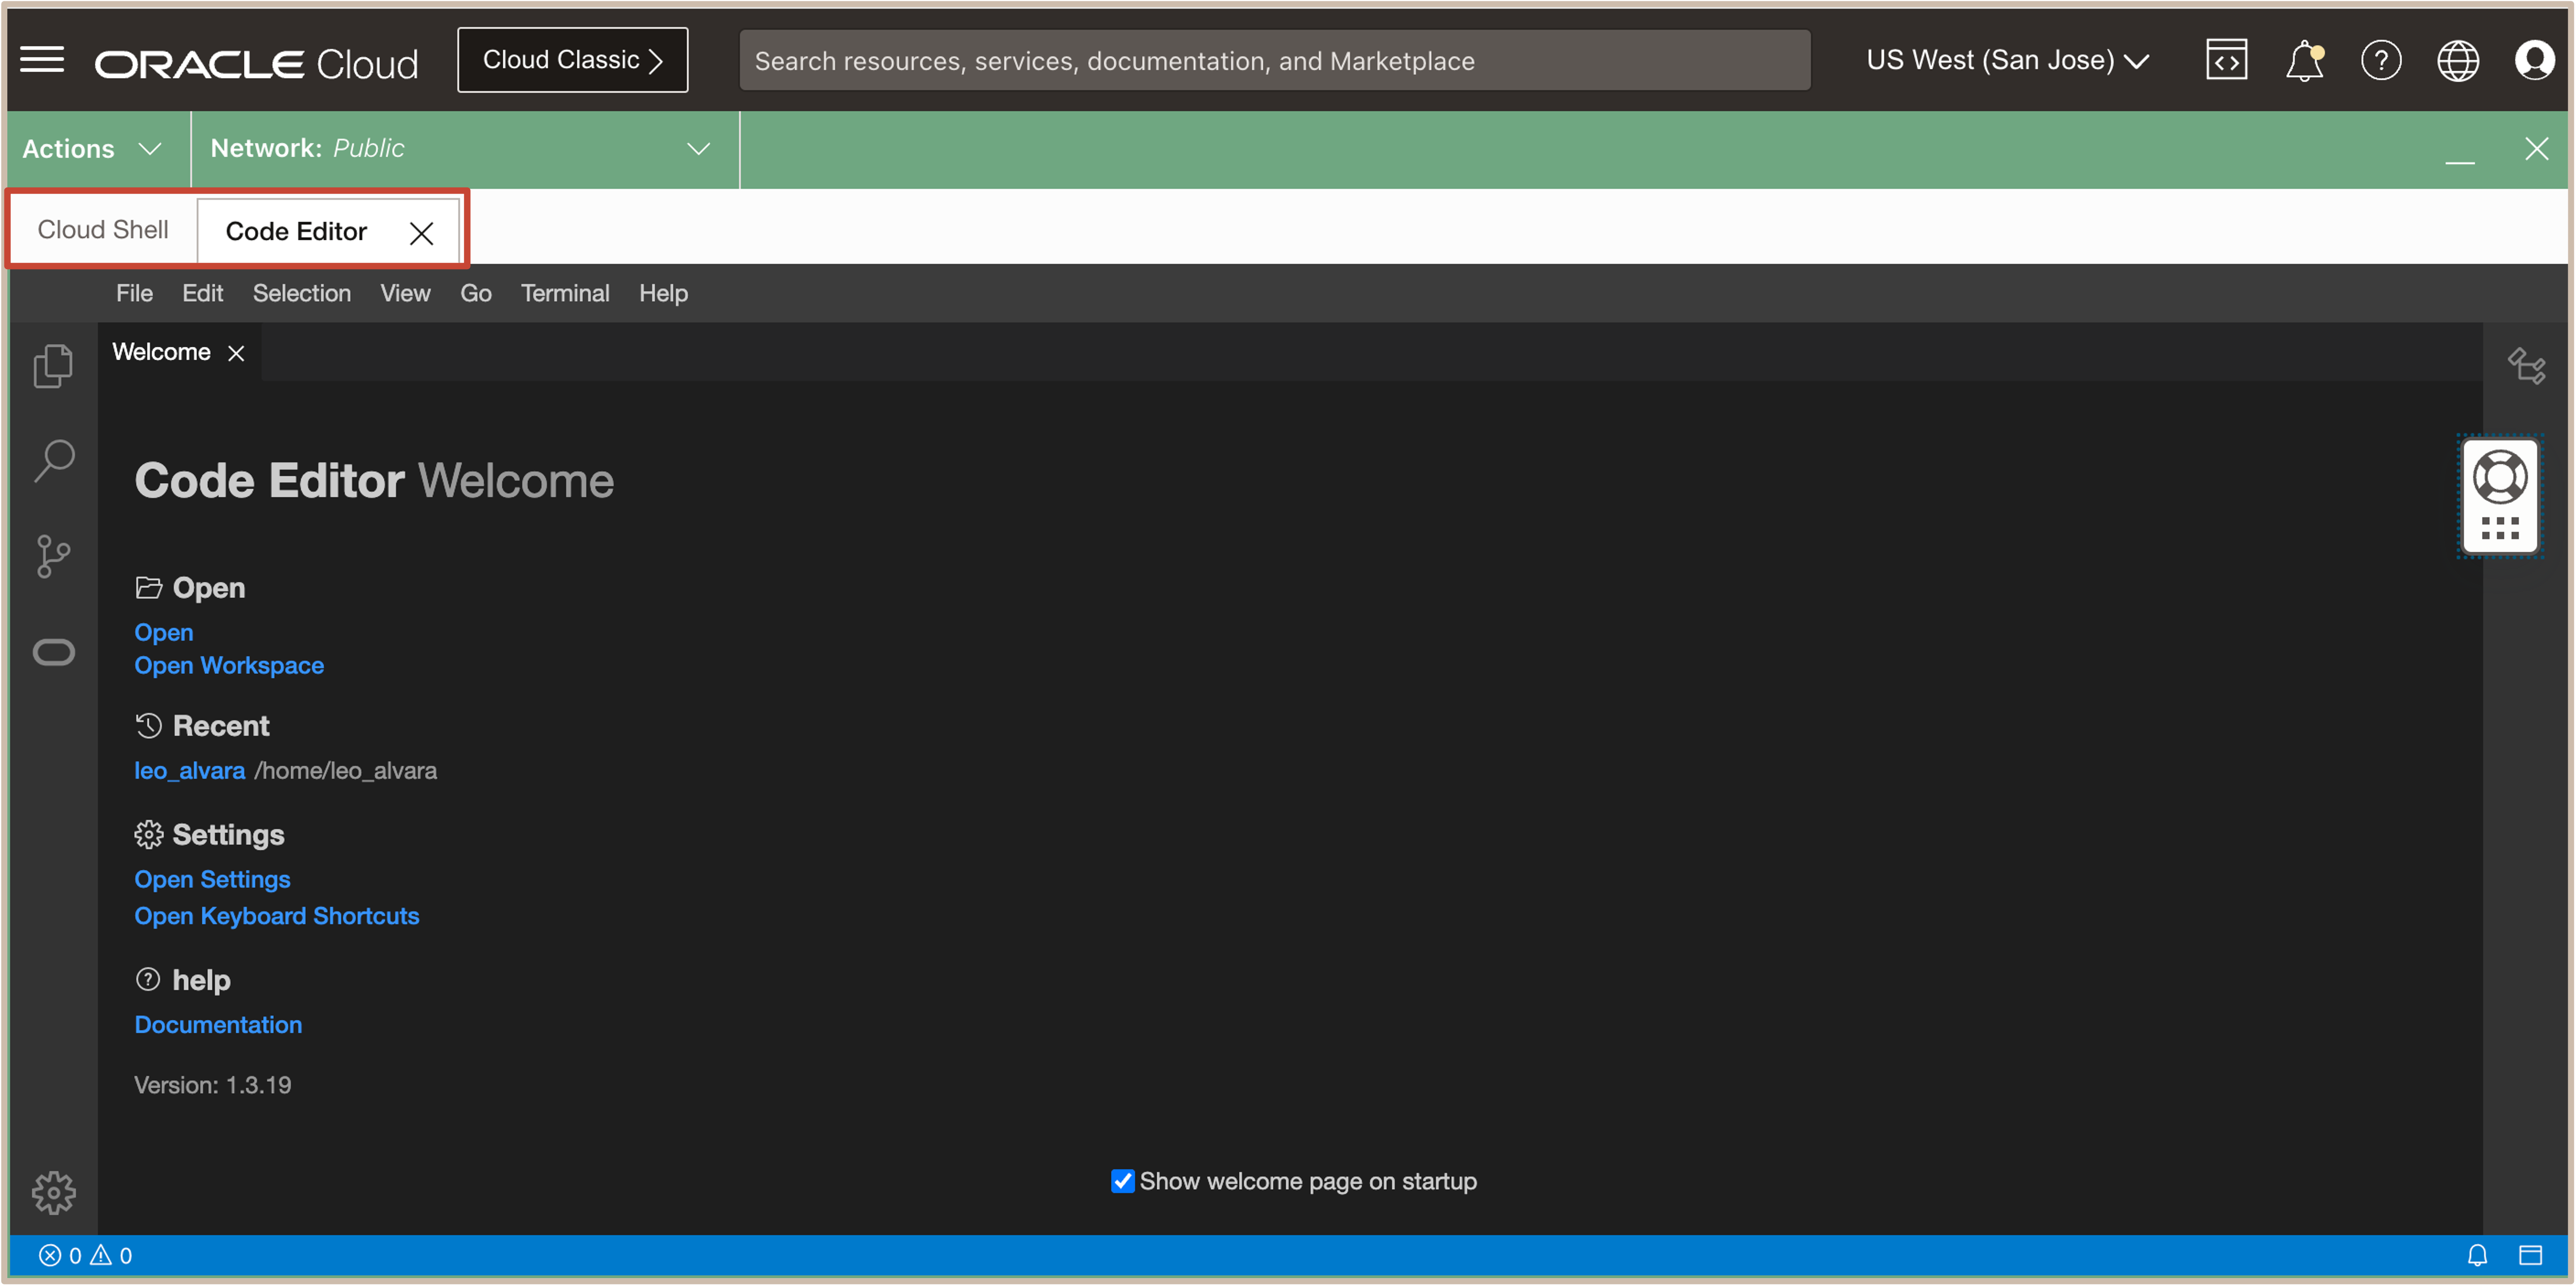 ORACLE Cloud
Cloud Classic
Search resources, services, documentation, and Marketplace
US West (San Jose)
Actions
Network: Public
Cloud Shell
Code Editor
File Edit Selection View Go Terminal Help
Welcome
Code Editor Welcome
Open
Open
Open Workspace
Recent
leo_alvara /home/leo_alvara
Settings
Open Settings
Open Keyboard Shortcuts
help
Documentation
Version: 1.3.19
Show welcome page on startup
0 0